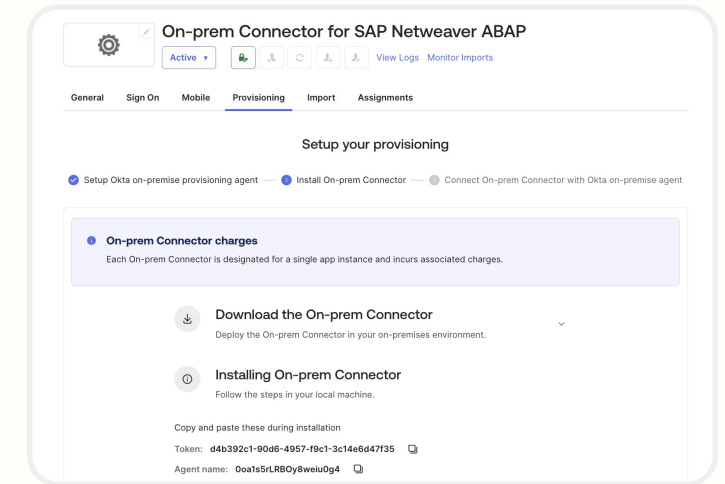 On-prem Connector for SAP Netweaver ABAP
Active View Logs Monitor Imports
General Sign On Mobile Provisioning Import Assignments
Setup your provisioning
Setup Okta on-premise provisioning agent Install On-prem Connector Connect On-prem Connector with Okta on-premise agent
On-prem Connector charges
Each On-prem Connector is designated for a single app instance and incurs associated charges.
Download the On-prem Connector
Deploy the On-prem Connector in your on-premises environment.
Installing On-prem Connector
Follow the steps in your local machine.
Copy and paste these during installation
Token: d4b392c1-90d6-4957-f9c1-3c14e6d47f35
Agent name: 0oa1s5rLRBOy8weiu0g4